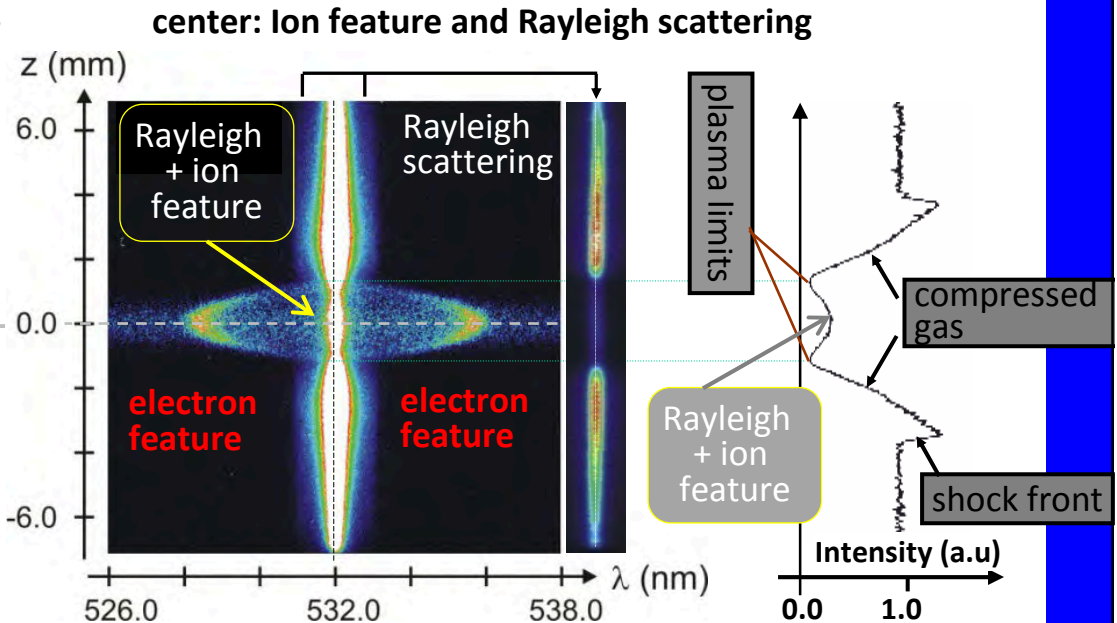 center: Ion feature and Rayleigh scattering
z (mm)
6.0
0.0
-6.0
Rayleigh
+ ion
feature
Rayleigh
scattering
electron
feature
electron
feature
526.0
532.0
538.0
λ (nm)
plasma limits
compressed
gas
Rayleigh
+ ion
feature
shock front
Intensity (a.u)
0.0
1.0